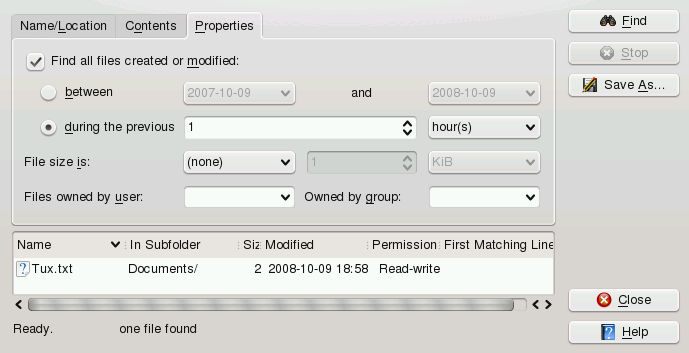 Name/Location Contents Properties
Find
Stop
Save As...
Find all files created or modified:
between 2007-10-09 and 2008-10-09
during the previous 1 hour(s)
File size is: (none) 1 KiB
Files owned by user: Owned by group:
Name In Subfolder Siz Modified Permission First Matching Line
Tux.txt Documents/ 2 2008-10-09 18:58 Read-write
Close
Ready. one file found
Help